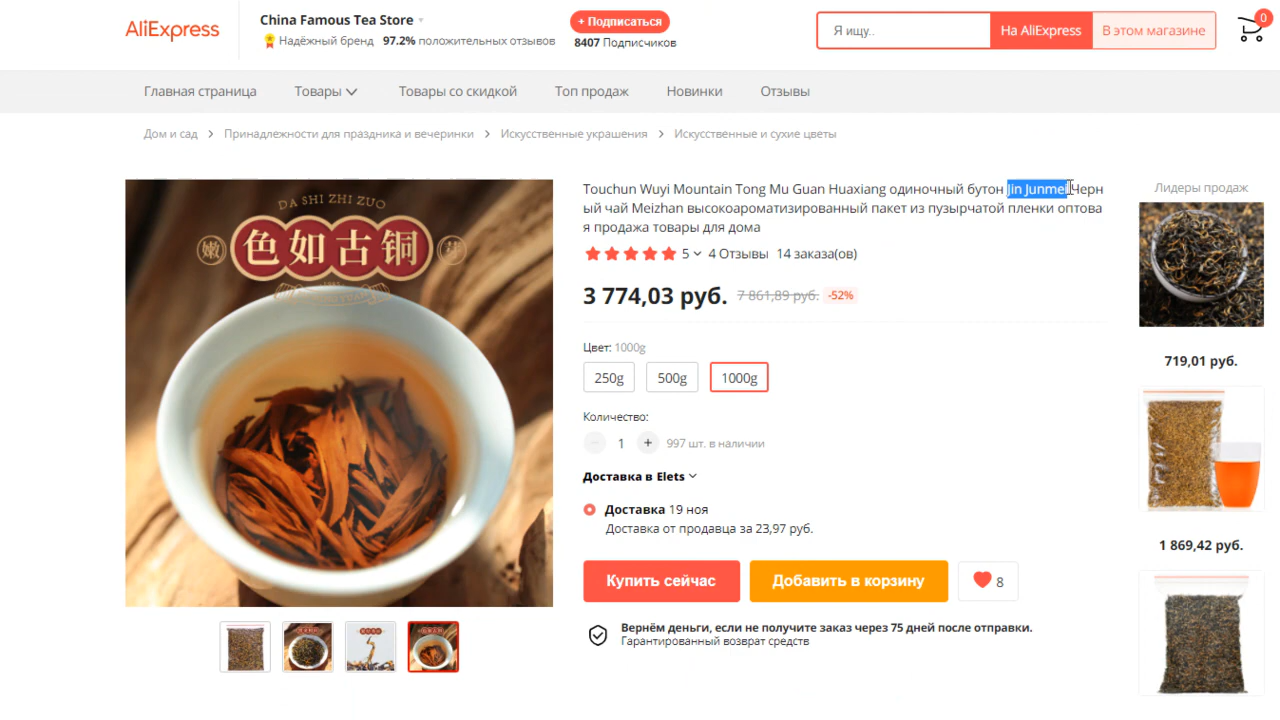 AliExpress
China Famous Tea Store
+ Подписаться
Надёжный бренд 97.2% положительных отзывов
8407 Подписчиков
Я ищу..
На AliExpress
В этом магазине
0
Главная страница
Товары
Товары со скидкой
Топ продаж
Новинки
Отзывы
Дом и сад > Принадлежности для праздника и вечеринки > Искусственные украшения > Искусственные и сухие цветы
DA SHI ZHI ZUO
嫩 色如古铜 芽
Touchun Wuyi Mountain Tong Mu Guan Huaxiang одиночный бутон Jin Junmei Черн
ый чай Meizhan высокоароматизированный пакет из пузырчатой пленки оптова
я продажа товары для дома
5 4 Отзывы 14 заказа(ов)
3 774,03 руб. 7 861,89 руб. -52%
Цвет: 1000g
250g 500g 1000g
Количество:
− 1 + 997 шт. в наличии
Доставка в Elets
Доставка 19 ноя
Доставка от продавца за 23,97 руб.
Купить сейчас
Добавить в корзину
8
Вернём деньги, если не получите заказ через 75 дней после отправки.
Гарантированный возврат средств
Лидеры продаж
719,01 руб.
1 869,42 руб.